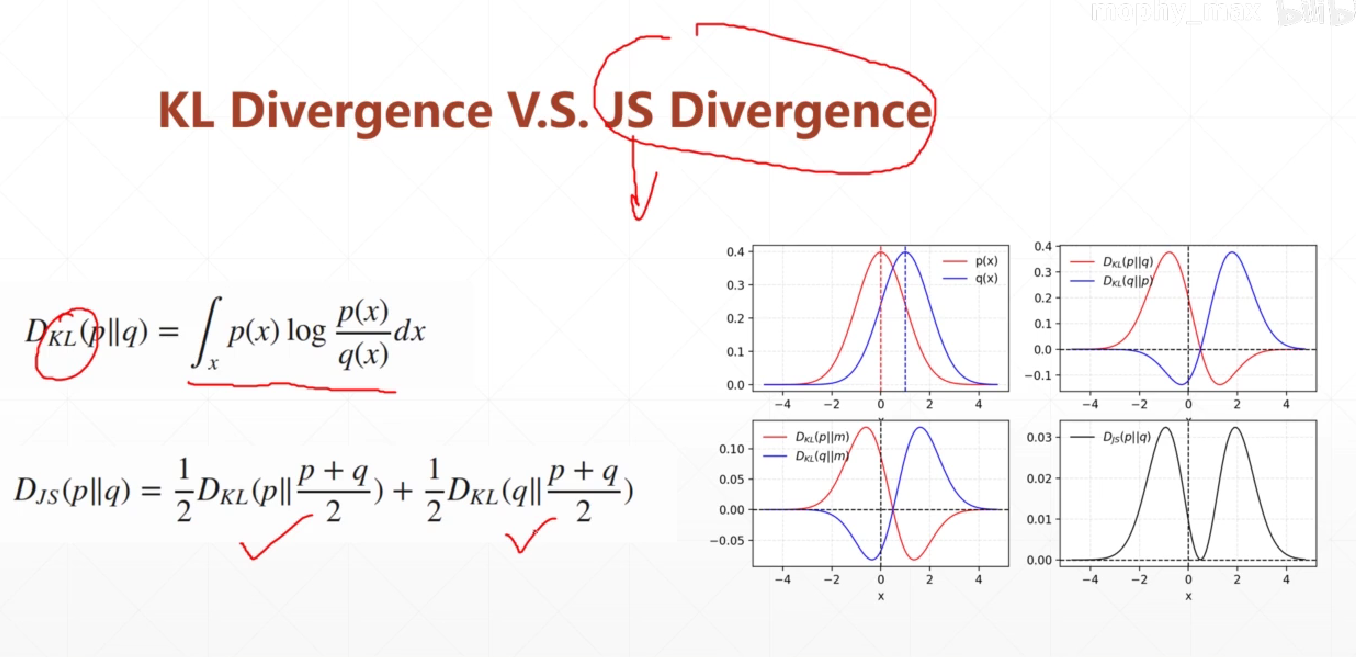 mophy_max bilibili
KL Divergence V.S. JS Divergence
D_{KL}(p||q) = ∫_x p(x) log \frac{p(x)}{q(x)} dx
D_{JS}(p||q) = \frac{1}{2} D_{KL}(p||\frac{p + q}{2}) + \frac{1}{2} D_{KL}(q||\frac{p + q}{2})
p(x)
q(x)
0.4
0.3
0.2
0.1
0.0
−4 −2 0 2 4
D_{KL}(p||q)
D_{KL}(q||p)
0.4
0.3
0.2
0.1
0.0
−0.1
−4 −2 0 2 4
D_{KL}(p||m)
D_{KL}(q||m)
0.10
0.05
0.00
−0.05
−4 −2 0 2 4
x
D_{JS}(p||q)
0.03
0.02
0.01
0.00
−4 −2 0 2 4
x